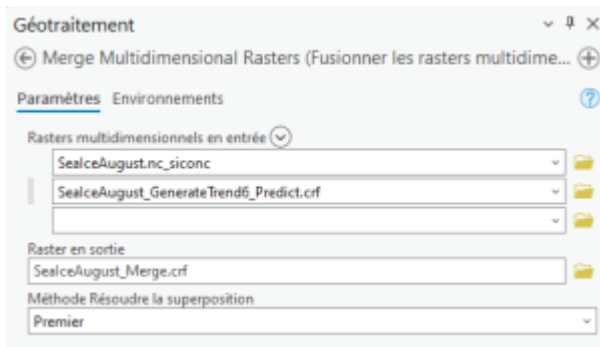 Géotraitement
Merge Multidimensional Rasters (Fusionner les rasters multidime...
Paramètres Environnements
?
Rasters multidimensionnels en entrée
SeaIceAugust.nc_siconc
SeaIceAugust_GenerateTrend6_Predict.crf
Raster en sortie
SeaIceAugust_Merge.crf
Méthode Résoudre la superposition
Premier